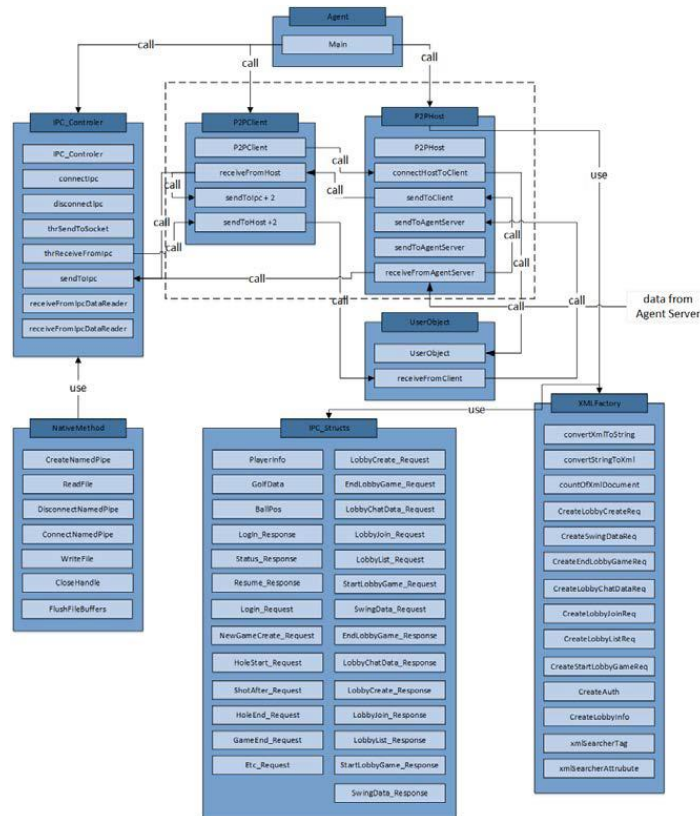 Agent
Main
call
call
call
IPC_Controler
IPC_Controler
connectIpc
disconnectIpc
thrSendToSocket
thrReceiveFromIpc
sendToIpc
receiveFromIpcDataReader
receiveFromIpcDataReader
P2PClient
P2PClient
receiveFromHost
sendToIpc + 2
sendToHost +2
P2PHost
P2PHost
connectHostToClient
sendToClient
sendToAgentServer
sendToAgentServer
receiveFromAgentServer
call
call
call
call
call
call
call
call
call
use
data from
Agent Server
UserObject
UserObject
receiveFromClient
use
use
NativeMethod
CreateNamedPipe
ReadFile
DisconnectNamedPipe
ConnectNamedPipe
WriteFile
CloseHandle
FlushFileBuffers
IPC_Structs
PlayerInfo
GolfData
BallPos
Login_Response
Status_Response
Resume_Response
Login_Request
NewGameCreate_Request
HoleStart_Request
ShotAfter_Request
HoleEnd_Request
GameEnd_Request
Etc_Request
LobbyCreate_Request
EndLobbyGame_Request
LobbyChatData_Request
LobbyJoin_Request
LobbyList_Request
StartLobbyGame_Request
SwingData_Request
EndLobbyGame_Response
LobbyChatData_Response
LobbyCreate_Response
LobbyJoin_Response
LobbyList_Response
StartLobbyGame_Response
SwingData_Response
XMLFactory
convertXmlToString
convertStringToXml
countOfXmlDocument
CreateLobbyCreateReq
CreateSwingDataReq
CreateEndLobbyGameReq
CreateLobbyChatDataReq
CreateLobbyJoinReq
CreateLobbyListReq
CreateStartLobbyGameReq
CreateAuth
CreateLobbyInfo
xmlSearcherTag
xmlSearcherAttrubute